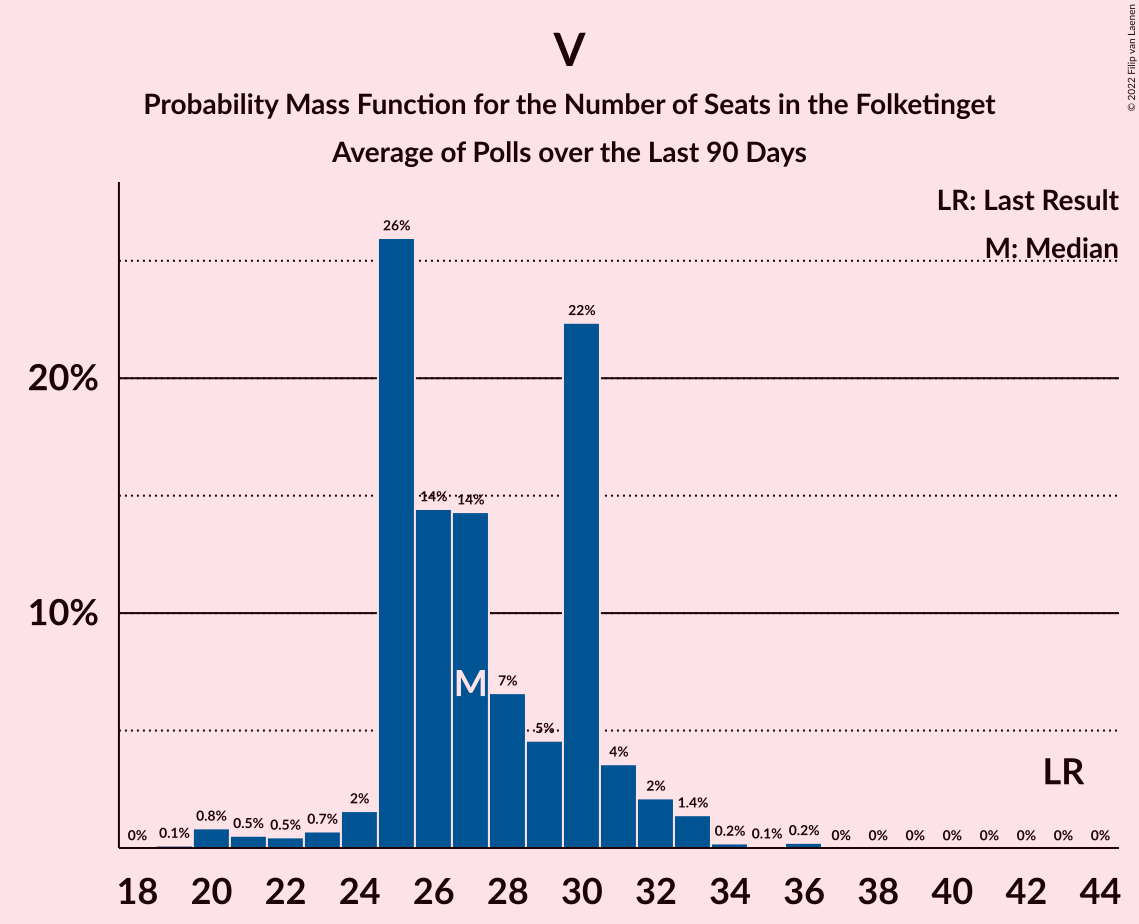 V
Probability Mass Function for the Number of Seats in the Folketinget
Average of Polls over the Last 90 Days
© 2022 Filip van Laenen
LR: Last Result
M: Median
20%
10%
0% 0.1% 0.8% 0.5% 0.5% 0.7% 2% 26% 14% 14% 7% 5% 22% 4% 2% 1.4% 0.2% 0.1% 0.2% 0% 0% 0% 0% 0% 0% 0% 0%
M
LR
18 20 22 24 26 28 30 32 34 36 38 40 42 44